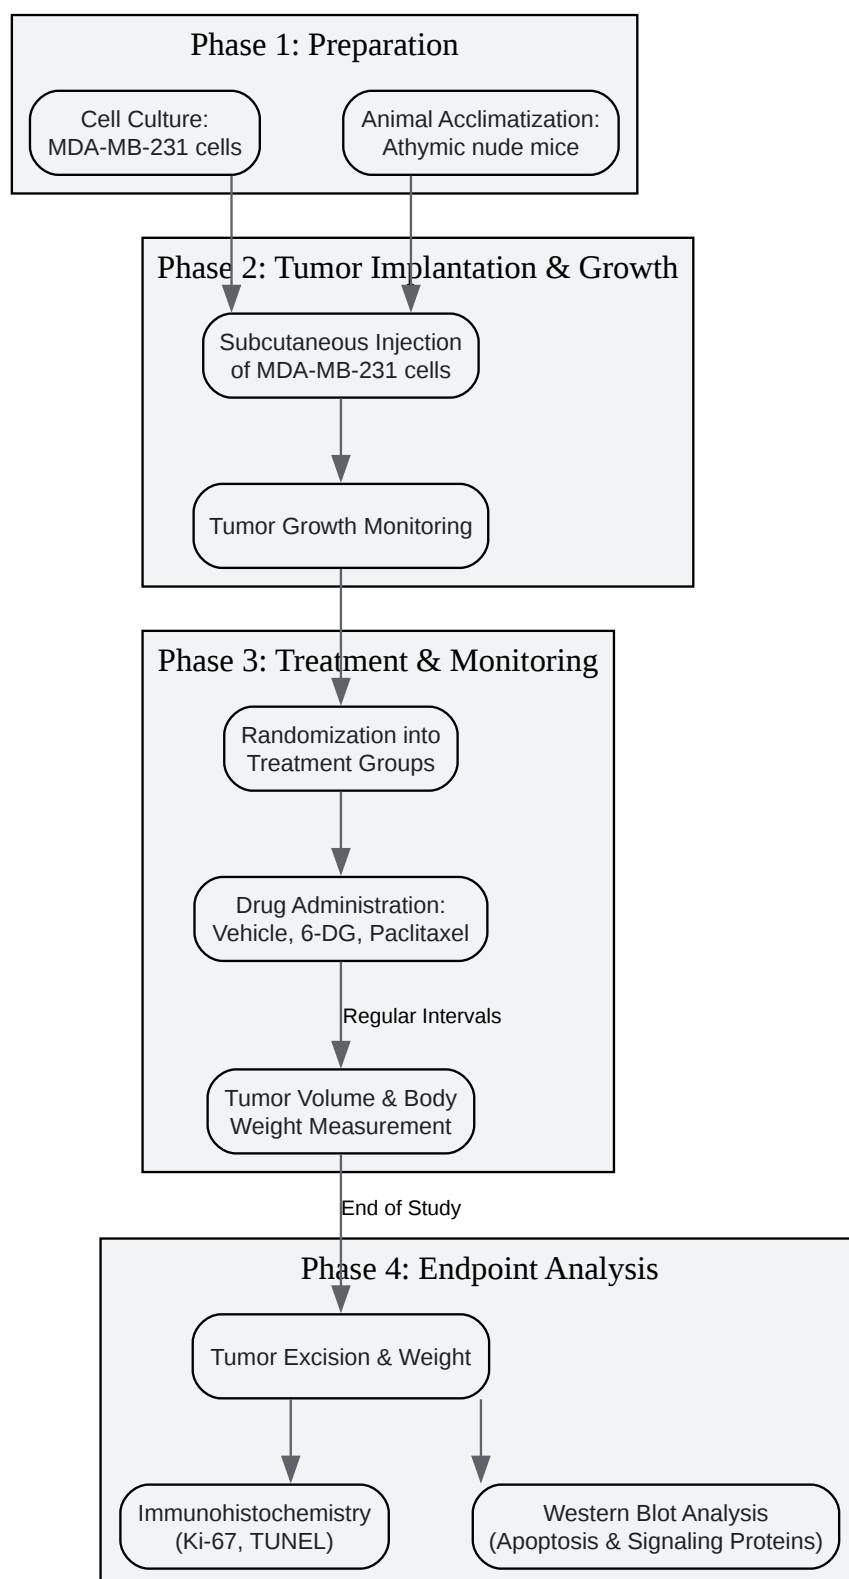 Phase 1: Preparation
Cell Culture:
MDA-MB-231 cells
Animal Acclimatization:
Athymic nude mice
Phase 2: Tumor Implantation & Growth
Subcutaneous Injection
of MDA-MB-231 cells
Tumor Growth Monitoring
Phase 3: Treatment & Monitoring
Randomization into
Treatment Groups
Drug Administration:
Vehicle, 6-DG, Paclitaxel
Regular Intervals
Tumor Volume & Body
Weight Measurement
End of Study
Phase 4: Endpoint Analysis
Tumor Excision & Weight
Immunohistochemistry
(Ki-67, TUNEL)
Western Blot Analysis
(Apoptosis & Signaling Proteins)